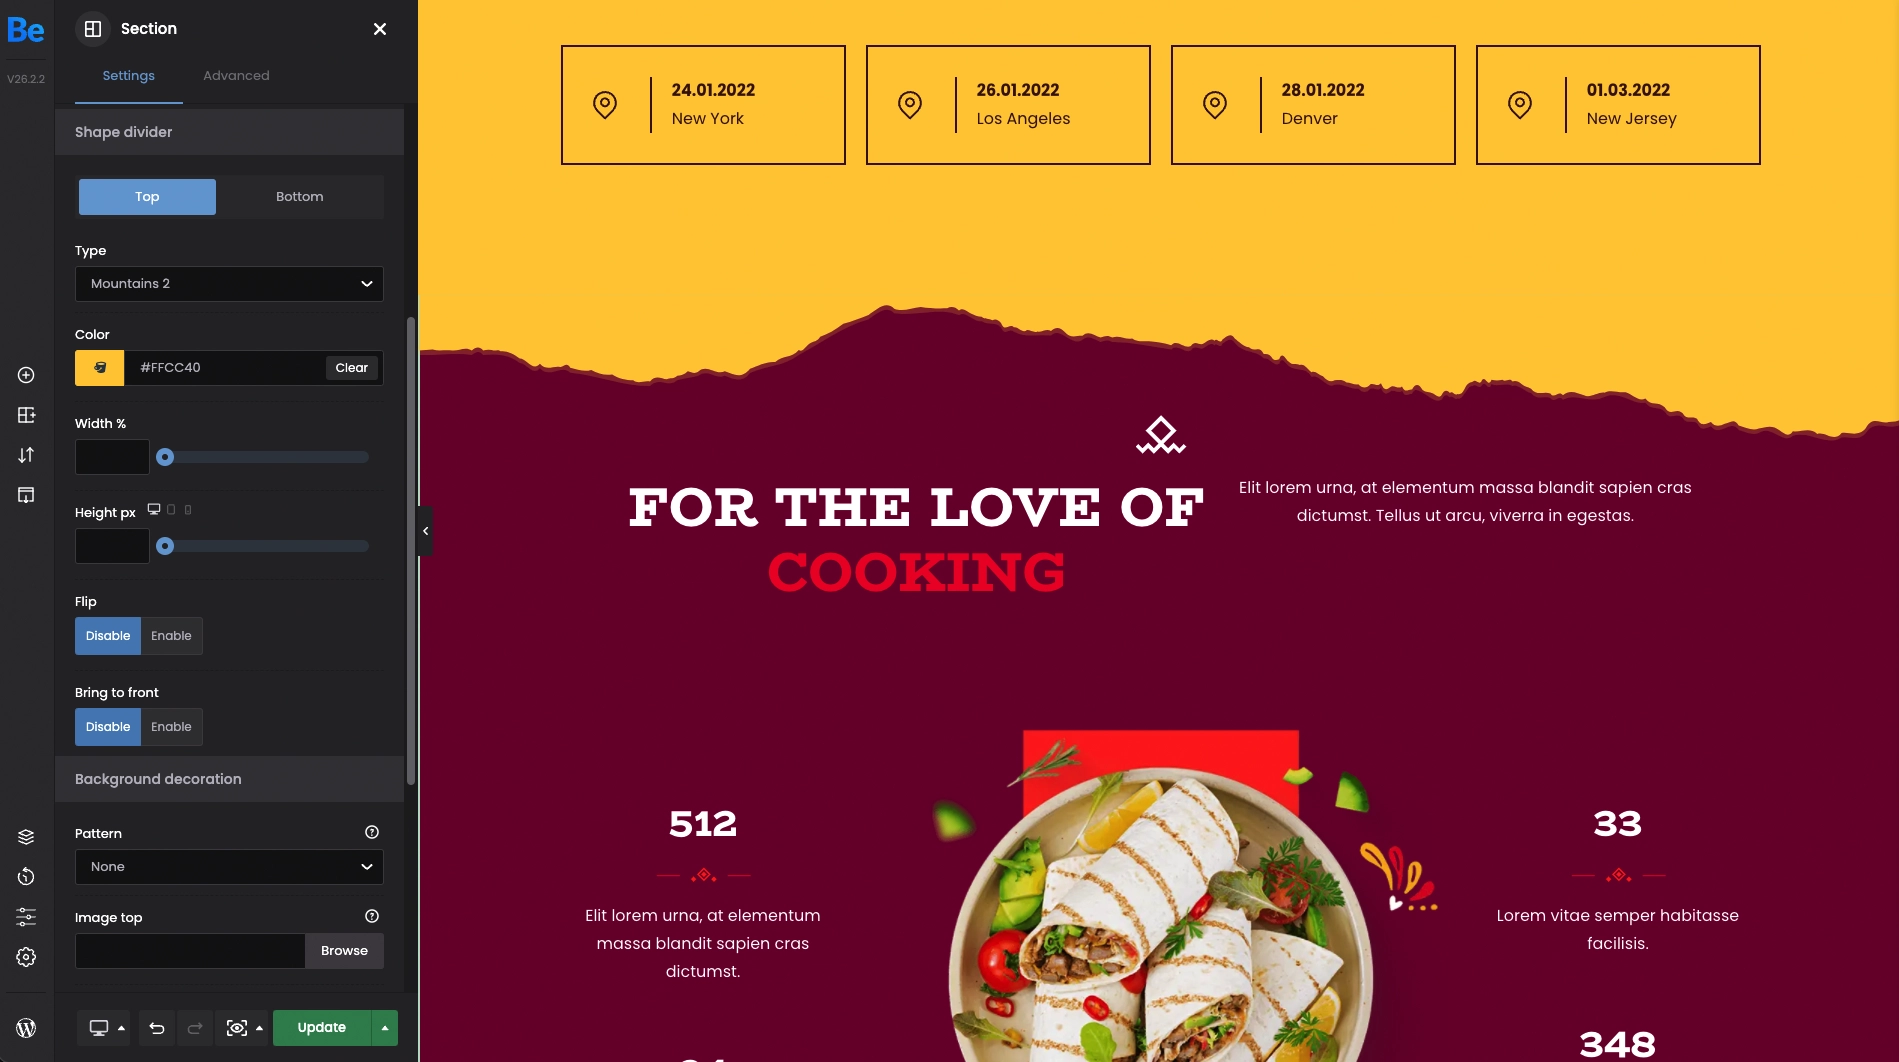 Be
V26.2.2
Section
Settings
Advanced
Shape divider
Top
Bottom
Type
Mountains 2
Color
#FFCC40
Clear
Width %
Height px
Flip
Disable
Enable
Bring to front
Disable
Enable
Background decoration
Pattern
None
Image top
Browse
Update
24.01.2022
New York
26.01.2022
Los Angeles
28.01.2022
Denver
01.03.2022
New Jersey
FOR THE LOVE OF
COOKING
Elit lorem urna, at elementum massa blandit sapien cras
dictumst. Tellus ut arcu, viverra in egestas.
512
Elit lorem urna, at elementum
massa blandit sapien cras
dictumst.
33
Lorem vitae semper habitasse
facilisis.
348